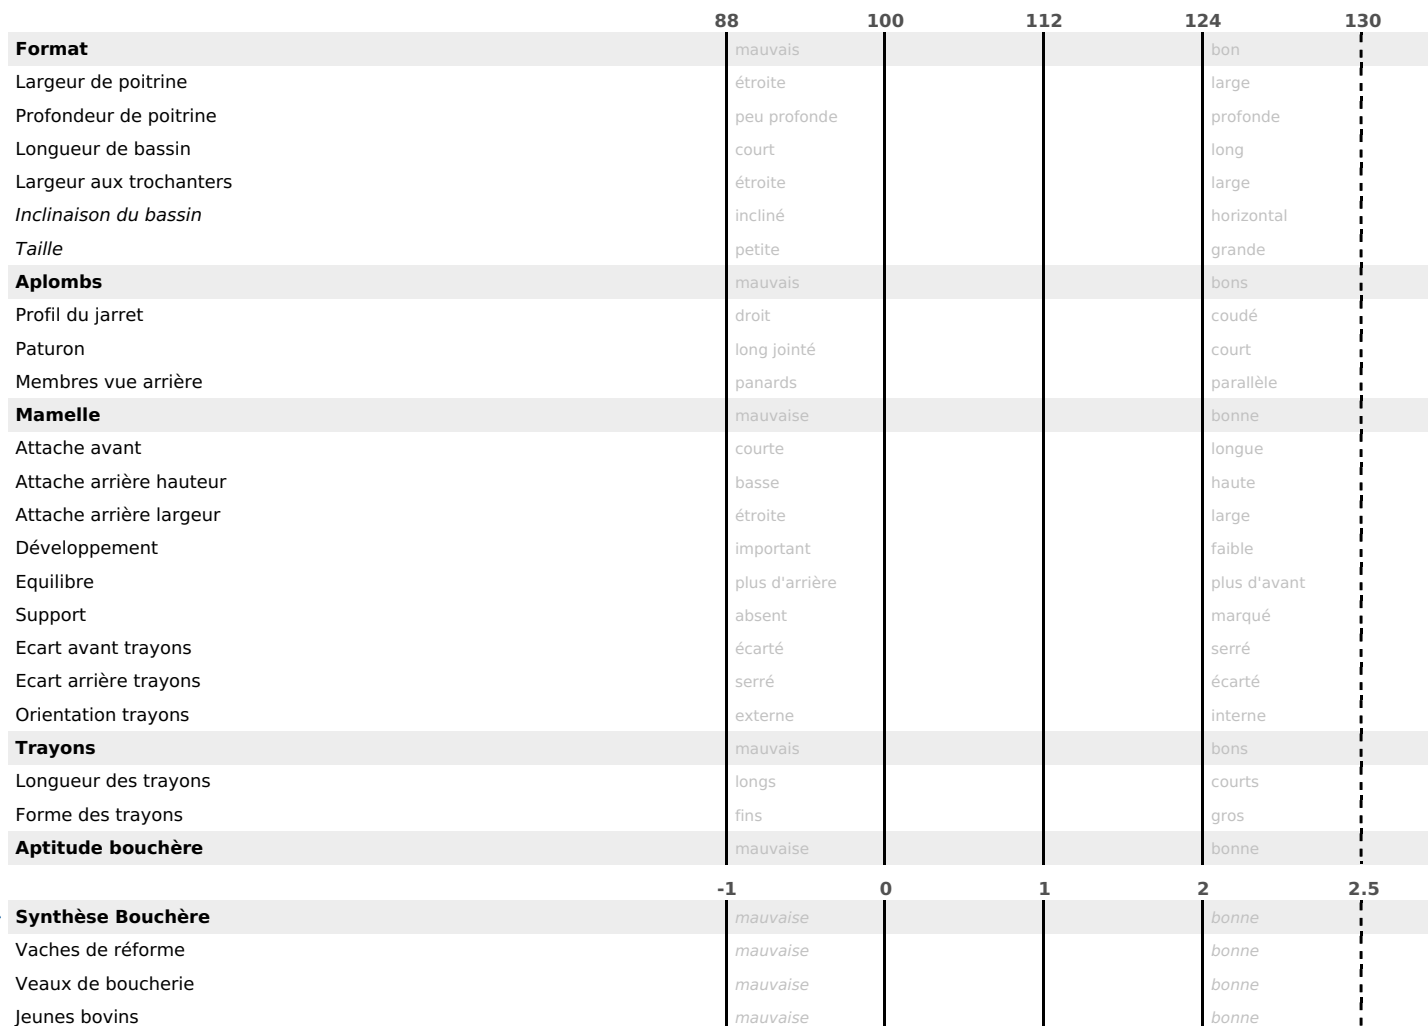 88 100 112 124 130
Format mauvais bon
Largeur de poitrine étroite large
Profondeur de poitrine peu profonde profonde
Longueur de bassin court long
Largeur aux trochanters étroite large
Inclinaison du bassin incliné horizontal
Taille petite grande
Aplombs mauvais bons
Profil du jarret droit coudé
Paturon long jointé court
Membres vue arrière panards parallèle
Mamelle mauvaise bonne
Attache avant courte longue
Attache arrière hauteur basse haute
Attache arrière largeur étroite large
Développement important faible
Equilibre plus d'arrière plus d'avant
Support absent marqué
Ecart avant trayons écarté serré
Ecart arrière trayons serré écarté
Orientation trayons externe interne
Trayons mauvais bons
Longueur des trayons longs courts
Forme des trayons fins gros
Aptitude bouchère mauvaise bonne
-1 0 1 2 2.5
Synthèse Bouchère mauvaise bonne
Vaches de réforme mauvaise bonne
Veaux de boucherie mauvaise bonne
Jeunes bovins mauvaise bonne